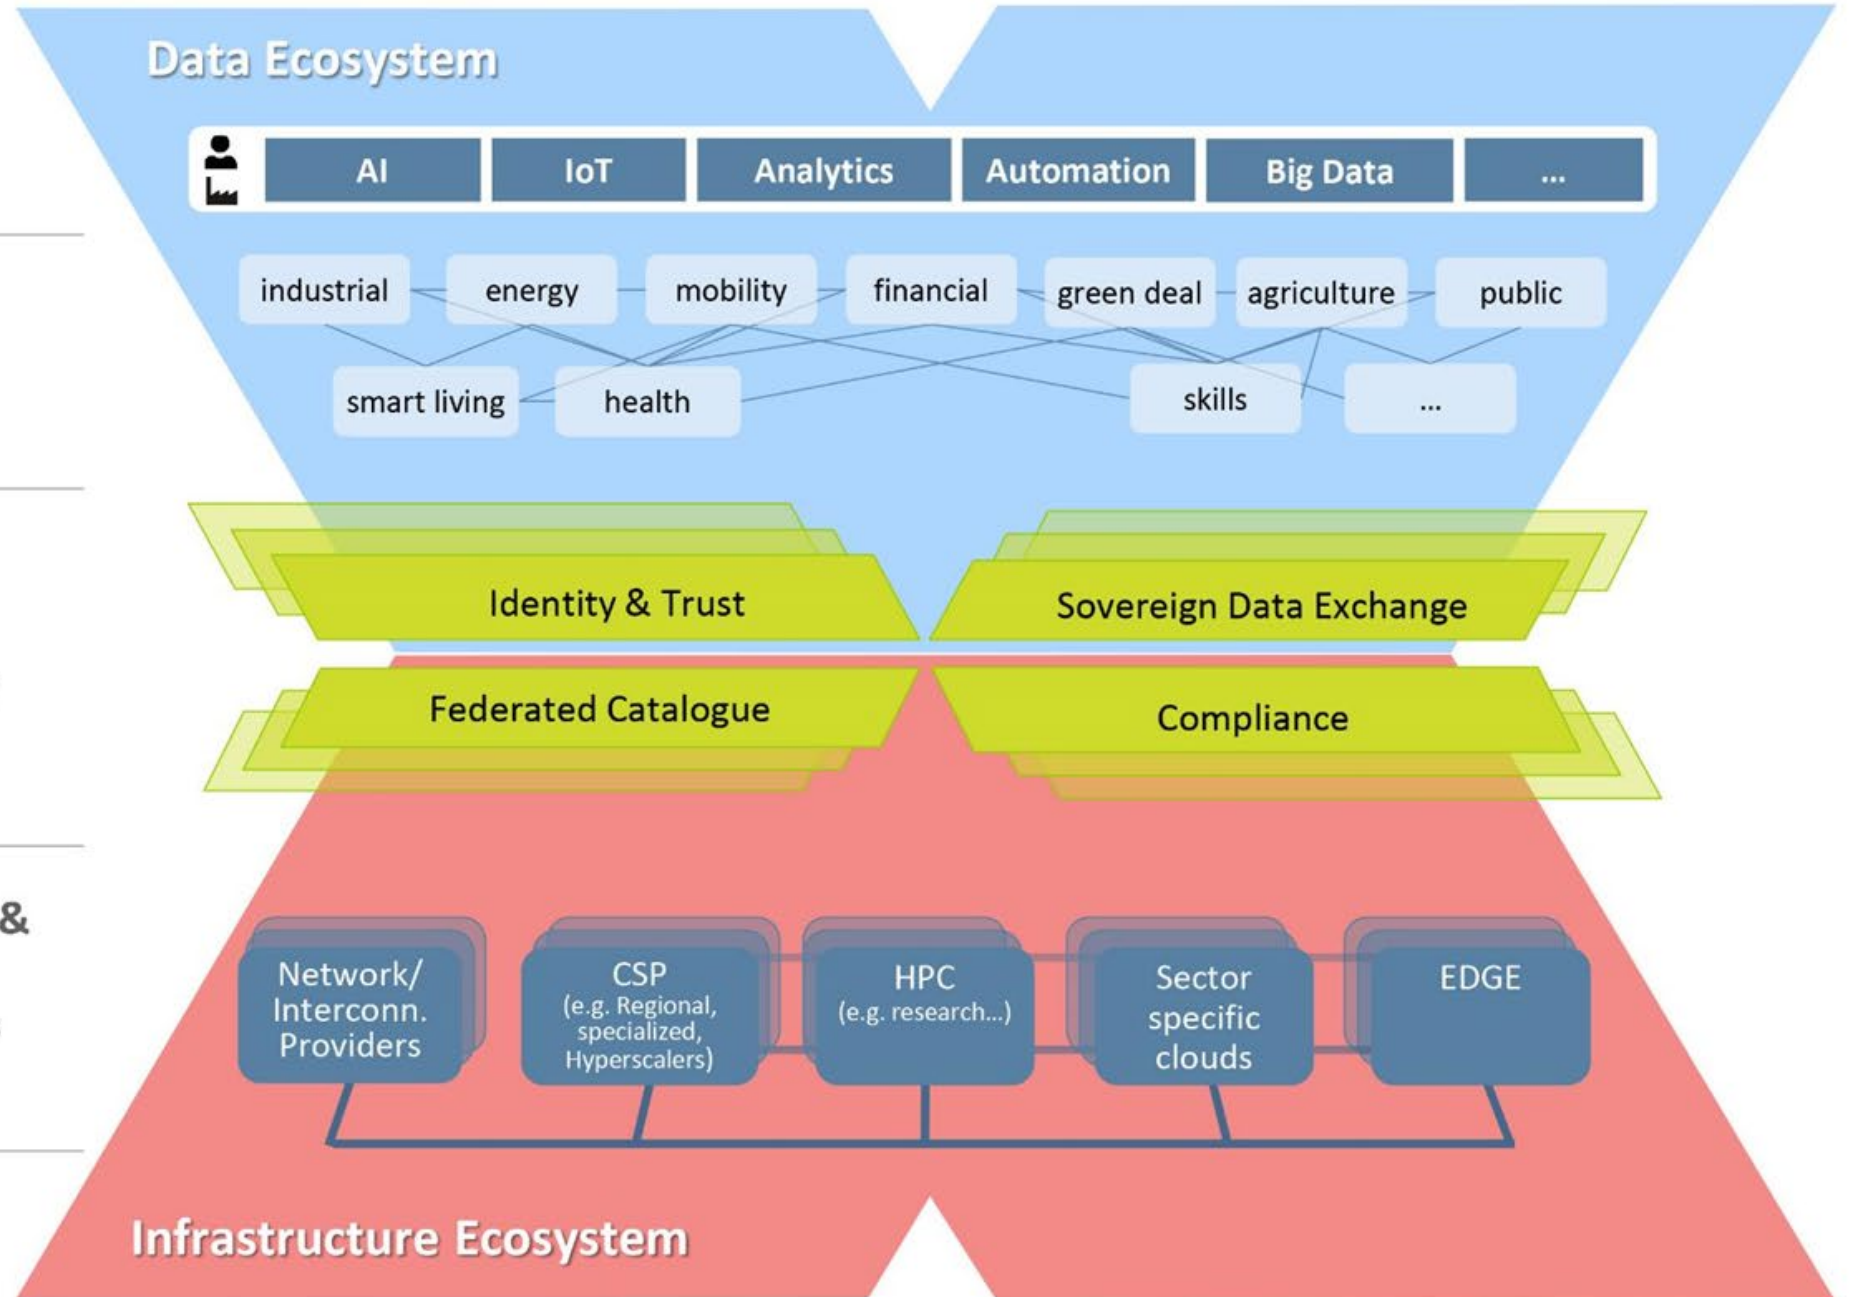 Data Ecosystem
AI IoT Analytics Automation Big Data ...
industrial energy mobility financial green deal agriculture public
smart living health skills ...
Identity & Trust Sovereign Data Exchange
Federated Catalogue Compliance
&
Network/
Interconn.
Providers
CSP
(e.g. Regional,
specialized,
Hyperscalers)
HPC
(e.g. research...)
Sector
specific
clouds
EDGE
Infrastructure Ecosystem